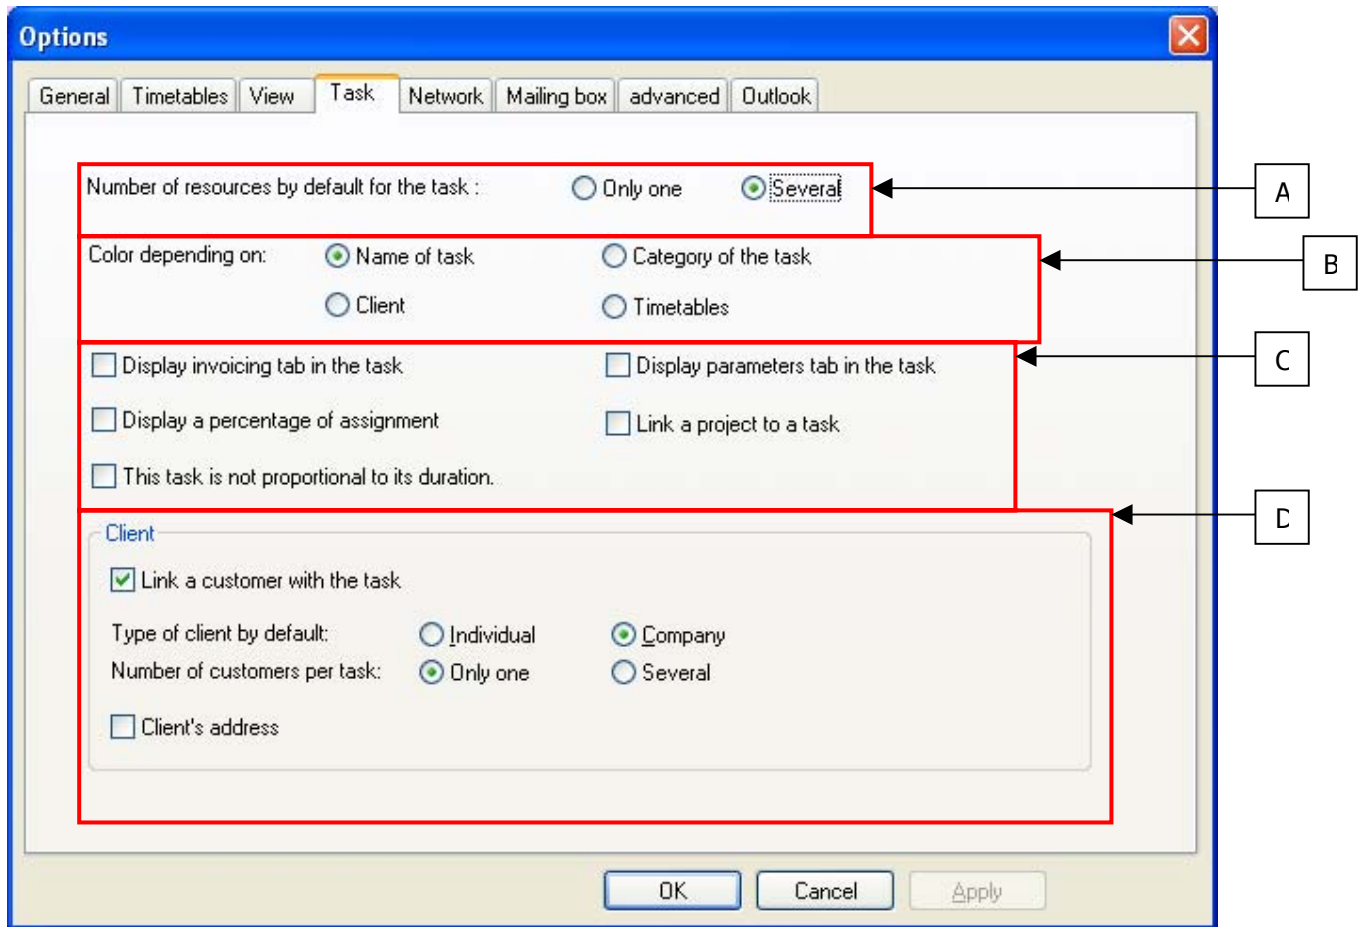 Options
General Timetables View Task Network Mailing box advanced Outlook
Number of resources by default for the task : Only one Several
A
Color depending on: Name of task Category of the task
B
Client Timetables
Display invoicing tab in the task Display parameters tab in the task
C
Display a percentage of assignment Link a project to a task
This task is not proportional to its duration.
D
Client
Link a customer with the task
Type of client by default: Individual Company
Number of customers per task: Only one Several
Client's address
OK Cancel Apply